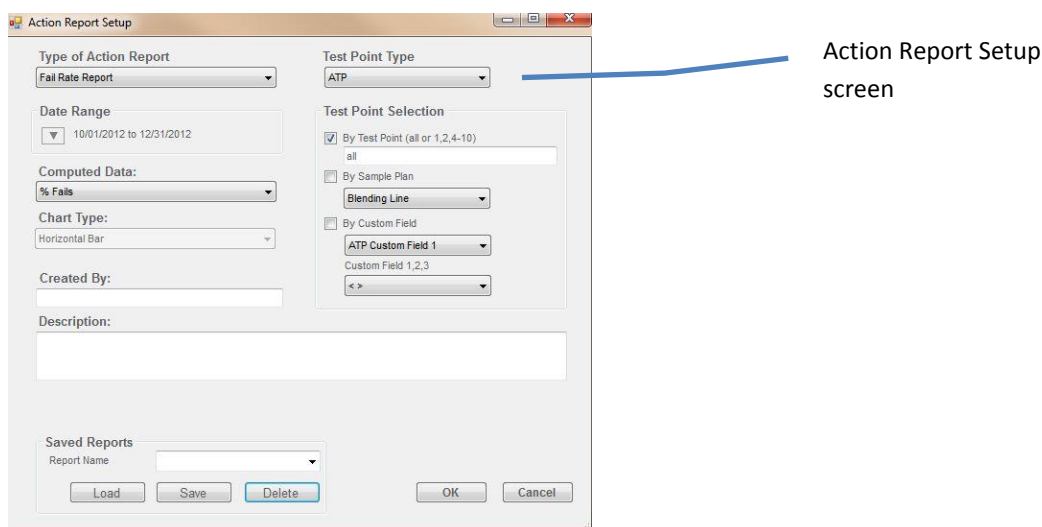 Action Report Setup
Type of Action Report
Fail Rate Report
Date Range
10/01/2012 to 12/31/2012
Computed Data:
% Fails
Chart Type:
Horizontal Bar
Created By:
Test Point Type
ATP
Test Point Selection
By Test Point (all or 1,2,4-10)
all
By Sample Plan
Blending Line
By Custom Field
ATP Custom Field 1
Custom Field 1,2,3
< >
Description:
Saved Reports
Report Name
Load Save Delete
OK Cancel
Action Report Setup
screen